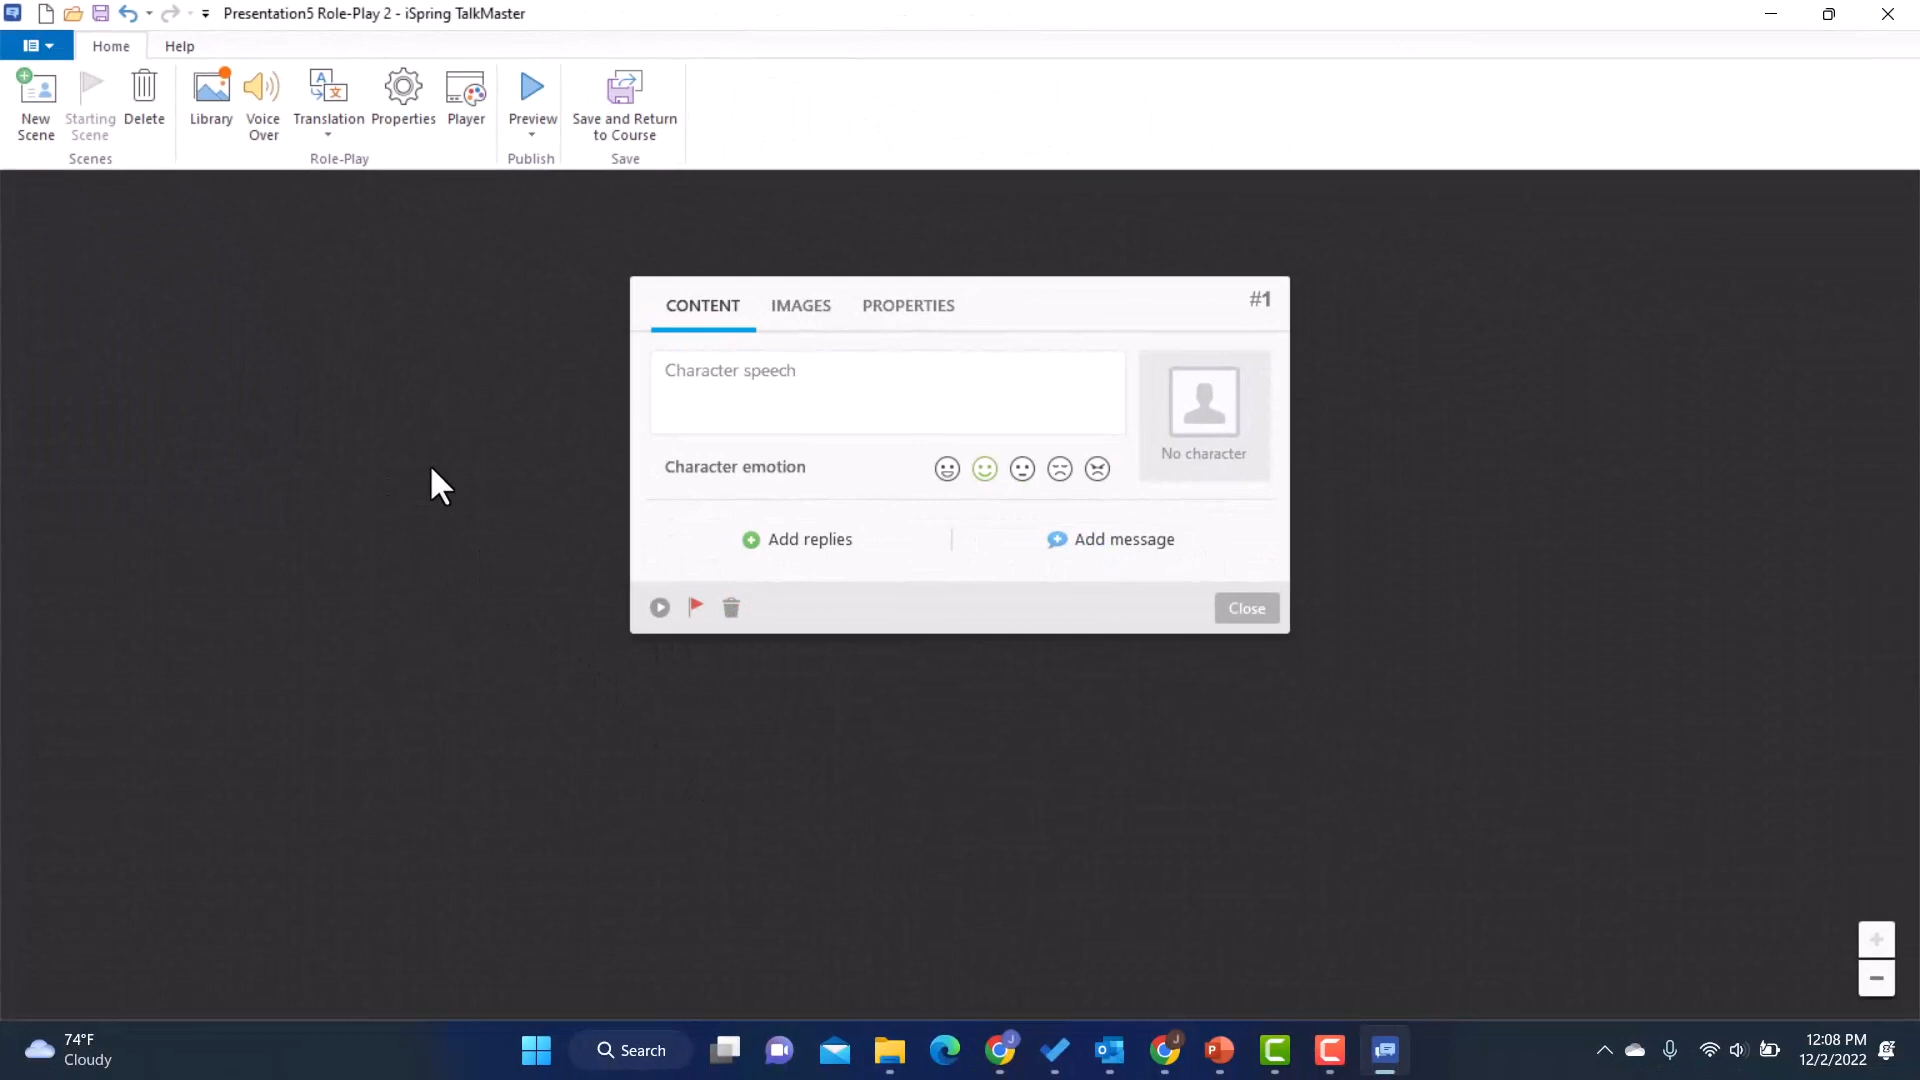 Presentation5 Role-Play 2 - iSpring TalkMaster
Home Help
New Scene
Starting Scene
Delete
Library
Voice Over
Translation
Properties
Player
Preview
Save and Return to Course
Scenes
Role-Play
Publish
Save
CONTENT IMAGES PROPERTIES #1
Character speech
No character
Character emotion
Add replies
Add message
Close
74°F
Cloudy
Search
12:08 PM
12/2/2022